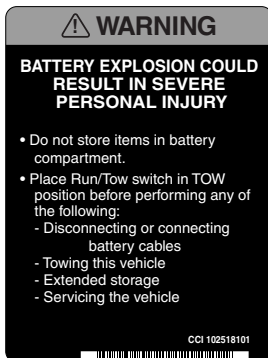 WARNING
BATTERY EXPLOSION COULD
RESULT IN SEVERE
PERSONAL INJURY
• Do not store items in battery
compartment.
• Place Run/Tow switch in TOW
position before performing any of
the following:
- Disconnecting or connecting
battery cables
- Towing this vehicle
- Extended storage
- Servicing the vehicle
CCI 102518101